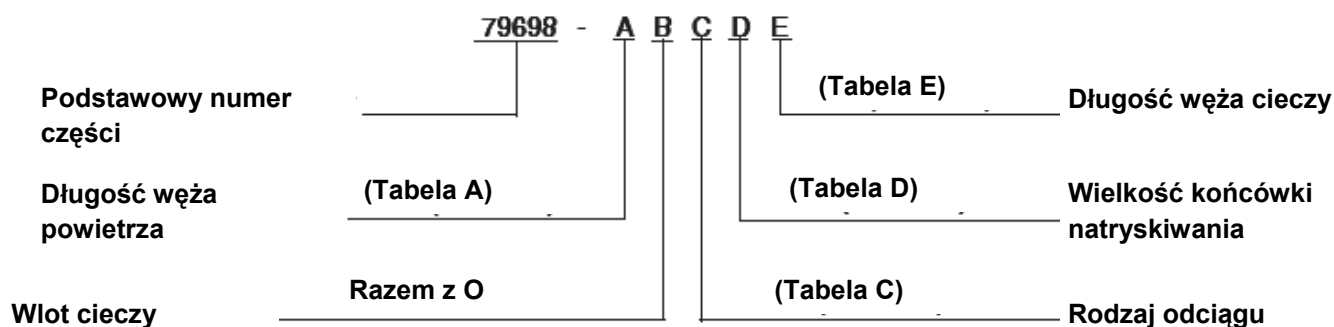 79698 - A B C D E
Podstawowy numer
części
(Tabela E)
Długość węża cieczy
Długość węża
powietrza
(Tabela A)
(Tabela D)
Wielkość końcówki
natryskiwania
Wlot cieczy
Razem z O
(Tabela C)
Rodzaj odciągu